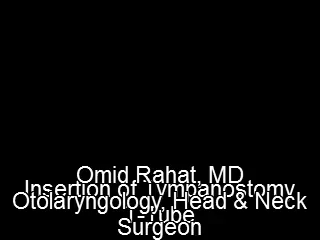 Omid Rahat, MD
Insertion of Tympanostomy
Otolaryngology, Head & Neck
T-Tube
Surgeon